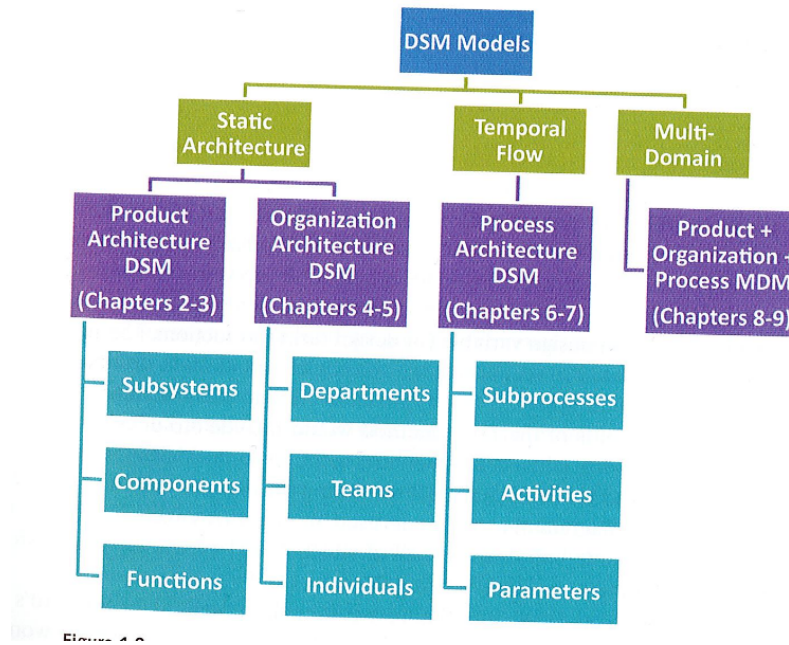 DSM Models
Static
Architecture
Temporal
Flow
Multi-
Domain
Product
Architecture
DSM
(Chapters 2-3)
Organization
Architecture
DSM
(Chapters 4-5)
Process
Architecture
DSM
(Chapters 6-7)
Product +
Organization +
Process MDM
(Chapters 8-9)
Subsystems
Departments
Subprocesses
Components
Teams
Activities
Functions
Individuals
Parameters